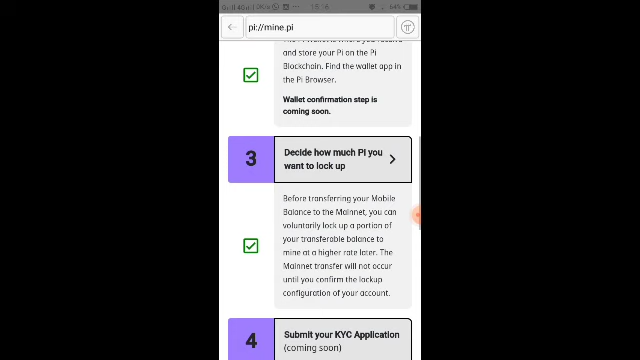 15:16
64%
pi://mine.pi
and store your Pi on the Pi
Blockchain. Find the wallet app in
the Pi Browser.
Wallet confirmation step is
coming soon.
3
Decide how much Pi you
want to lock up
Before transferring your Mobile
Balance to the Mainnet, you can
voluntarily lock up a portion of
your transferable balance to
mine at a higher rate later. The
Mainnet transfer will not occur
until you confirm the lockup
configuration of your account.
4
Submit your KYC Application
(coming soon)